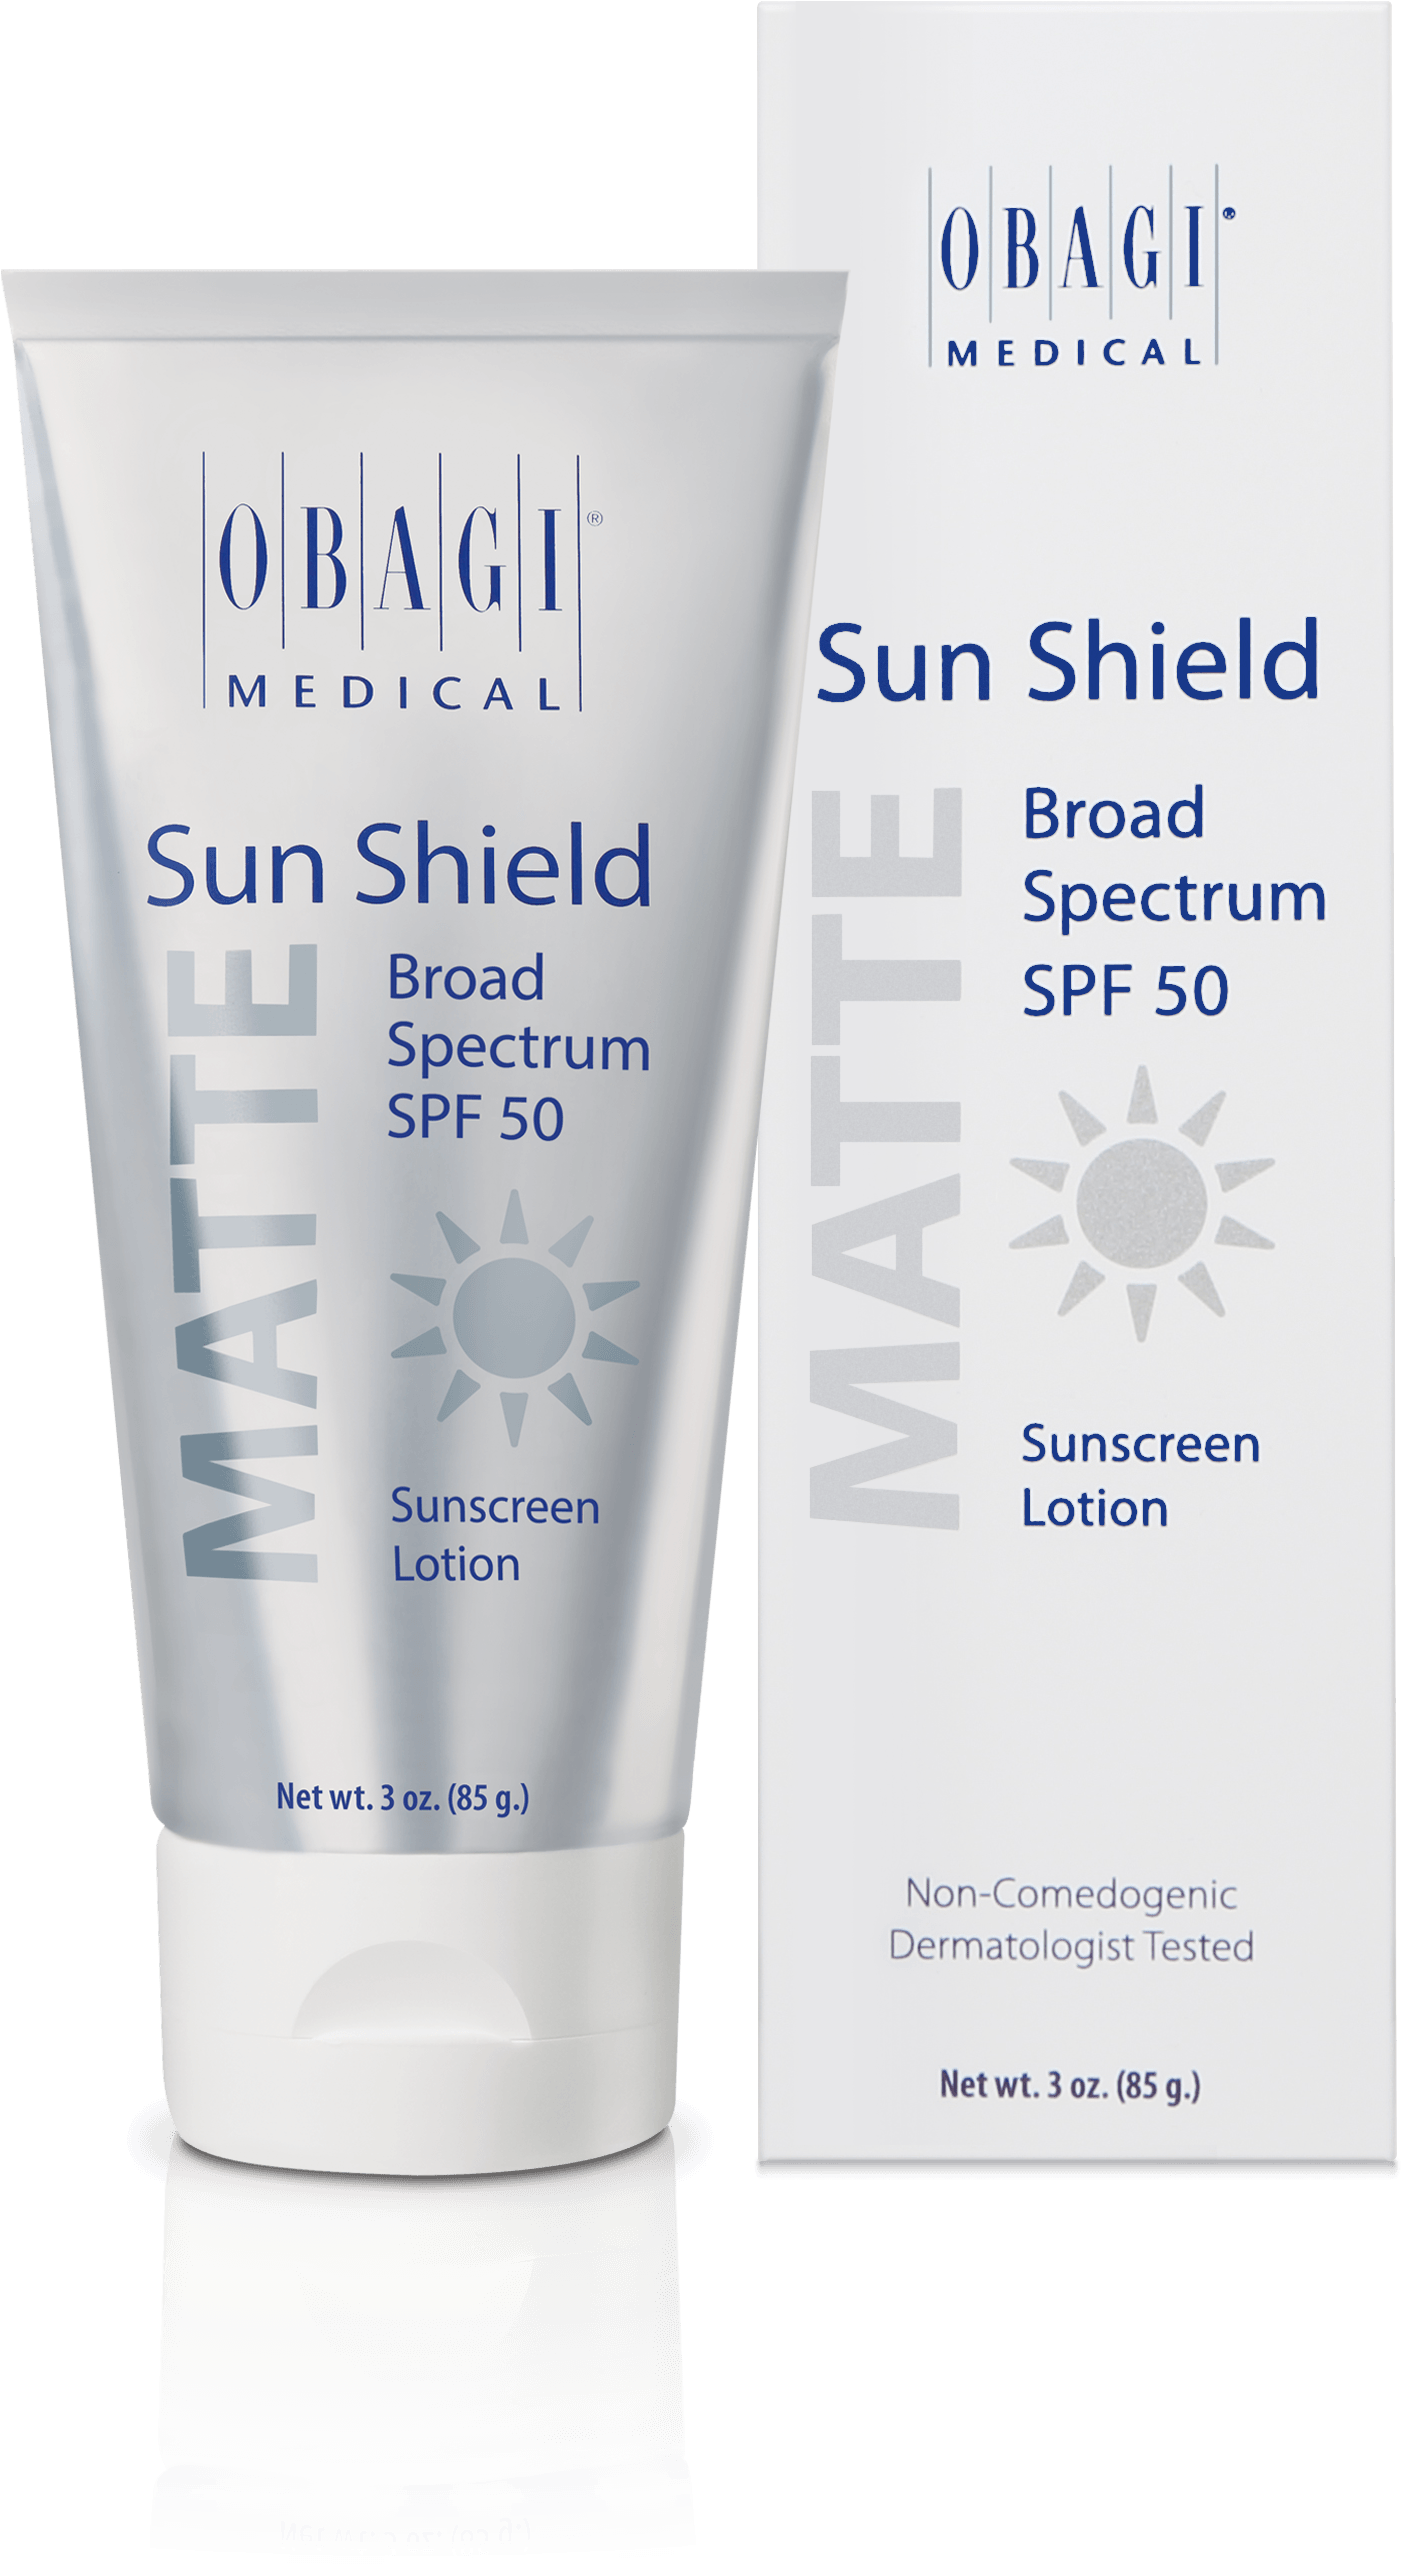 OBAGI®
MEDICAL
Sun Shield
MATTE
Broad
Spectrum
SPF 50
Sunscreen
Lotion
Net wt. 3 oz. (85 g.)
OBAGI®
MEDICAL
Sun Shield
MATTE
Broad
Spectrum
SPF 50
Sunscreen
Lotion
Non-Comedogenic
Dermatologist Tested
Net wt. 3 oz. (85 g.)